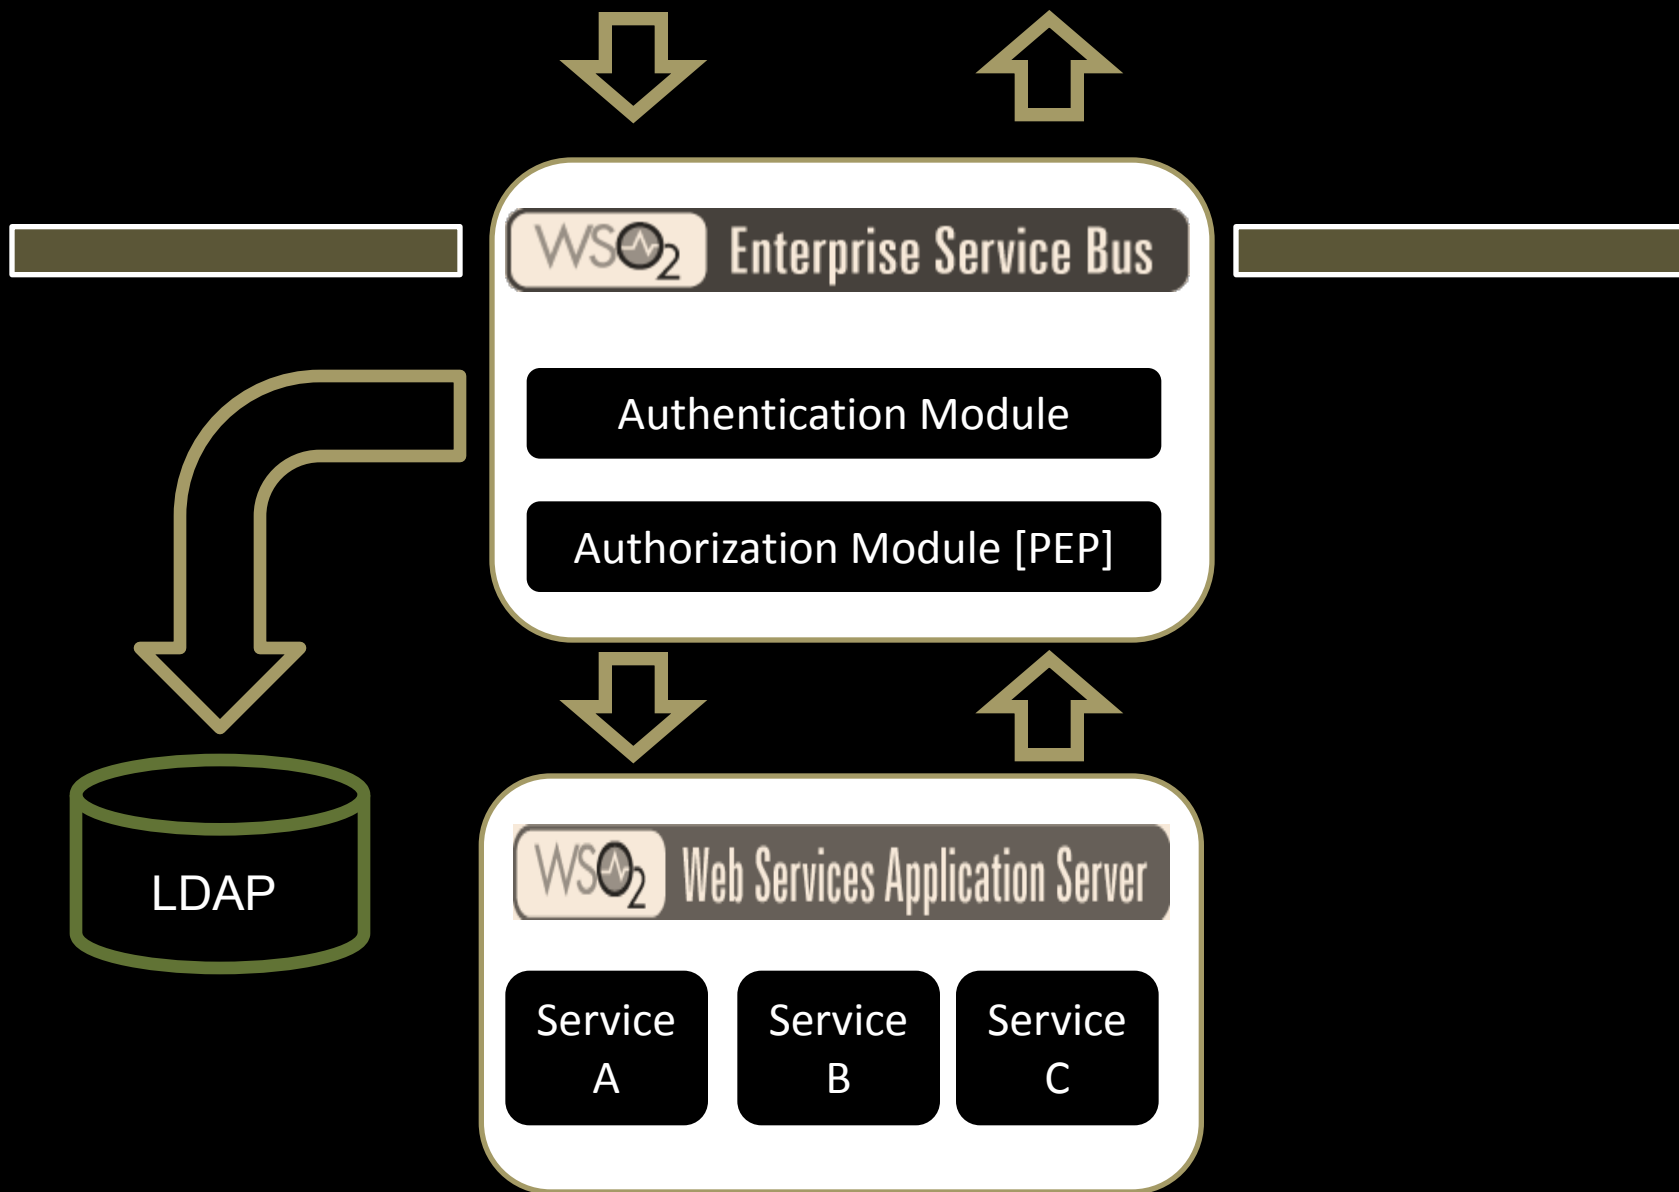 WSO2 Enterprise Service Bus
Authentication Module
Authorization Module [PEP]
LDAP
WSO2 Web Services Application Server
Service
A
Service
B
Service
C